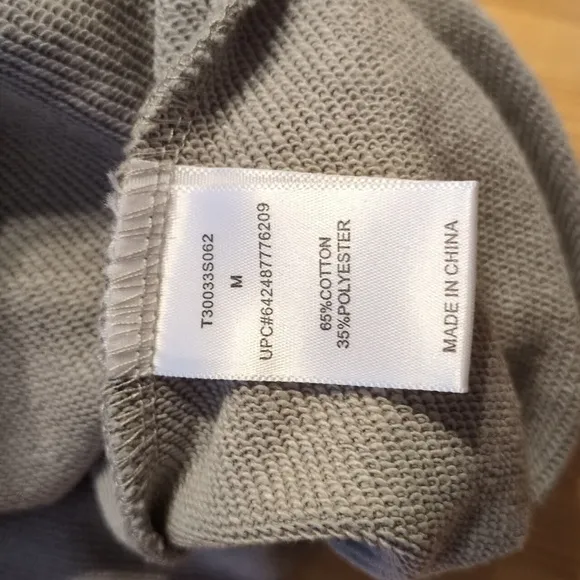 T30033S062
M
UPC#642487776209
65%COTTON
35%POLYESTER
MADE IN CHINA